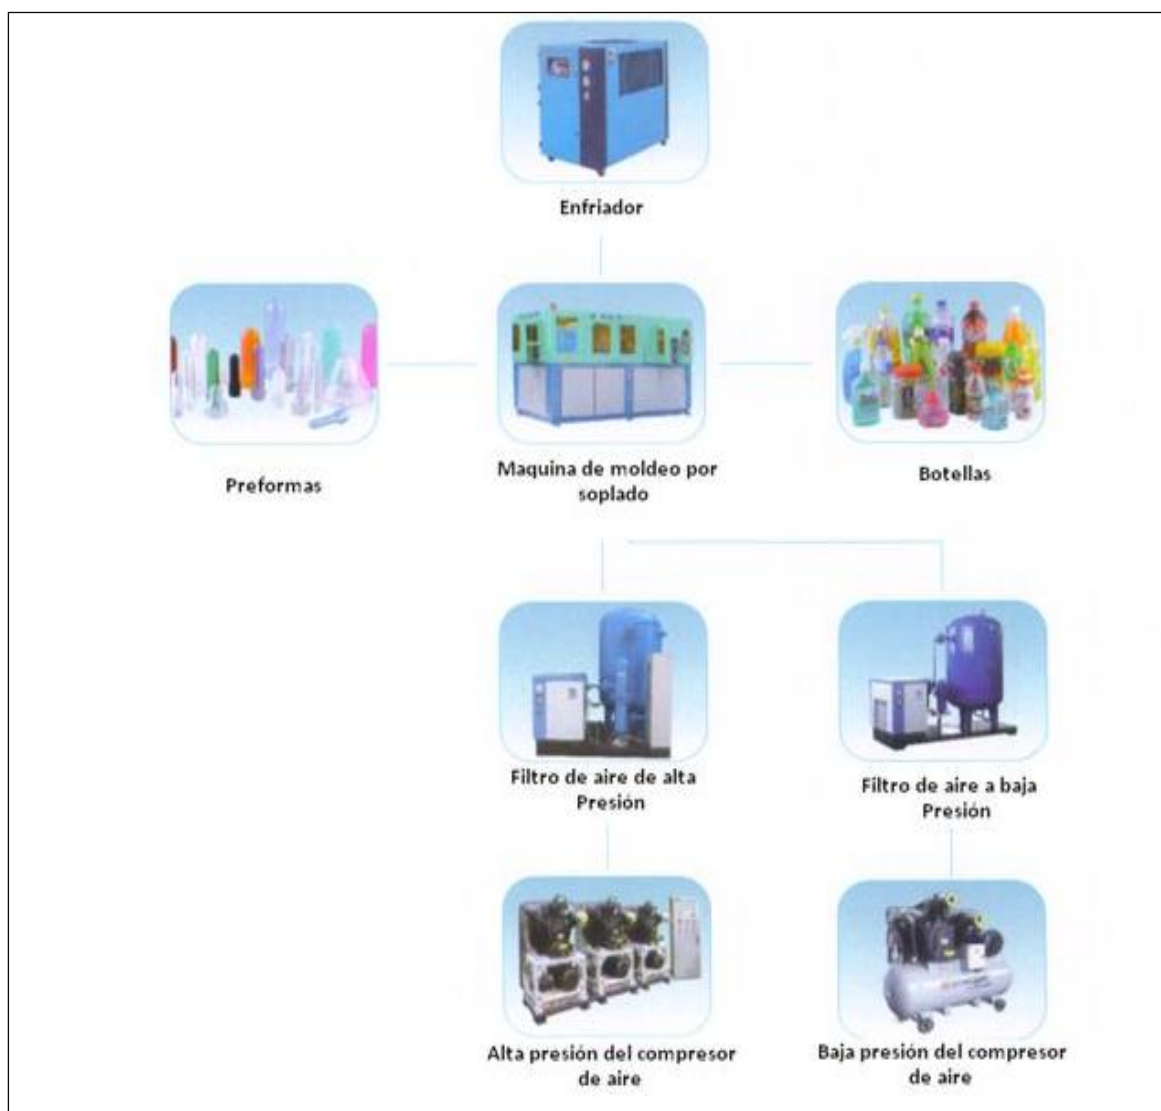 Enfriador
Preformas
Maquina de moldeo por
soplado
Botellas
Filtro de aire de alta
Presión
Filtro de aire a baja
Presión
Alta presión del compresor
de aire
Baja presión del compresor
de aire